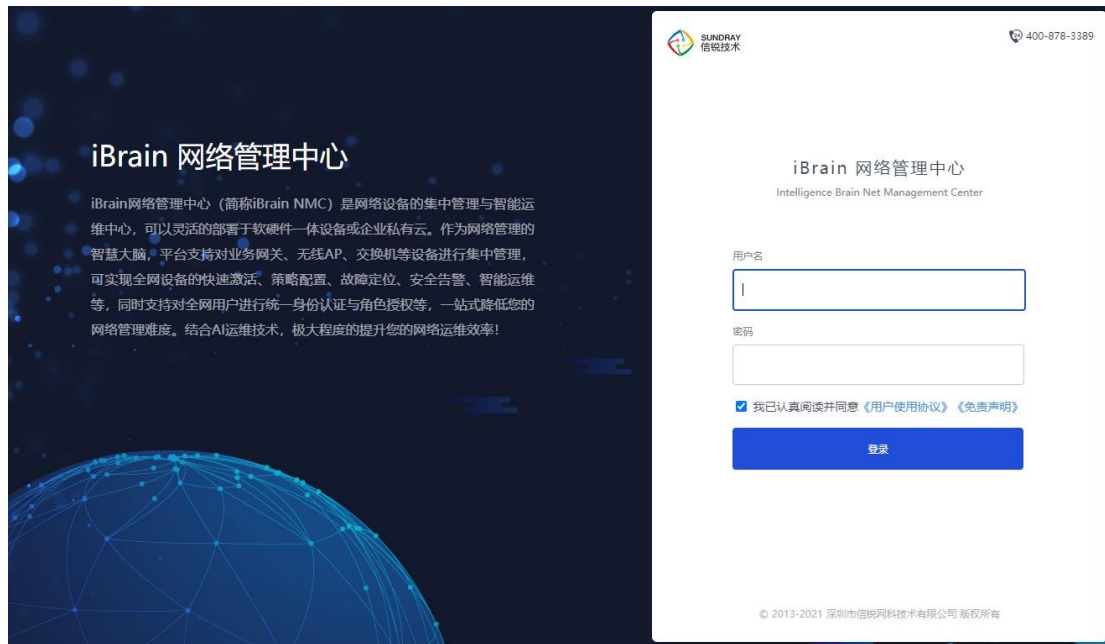 iBrain 网络管理中心
iBrain网络管理中心（简称iBrain NMC）是网络设备的集中管理与智能运
维中心，可以灵活的部署于软硬件一体设备或企业私有云。作为网络管理的
智慧大脑，平台支持对业务网关、无线AP、交换机等设备进行集中管理，
可实现全网设备的快速激活、策略配置、故障定位、安全告警、智能运维
等，同时支持对全网用户进行统一身份认证与角色授权等，一站式降低您的
网络管理难度。结合AI运维技术，极大程度的提升您的网络运维效率！
SUNDRAY
信锐技术
24 400-878-3389
iBrain 网络管理中心
Intelligence Brain Net Management Center
用户名
密码
我已认真阅读并同意《用户使用协议》《免责声明》
登录
© 2013-2021 深圳市信锐网科技术有限公司 版权所有